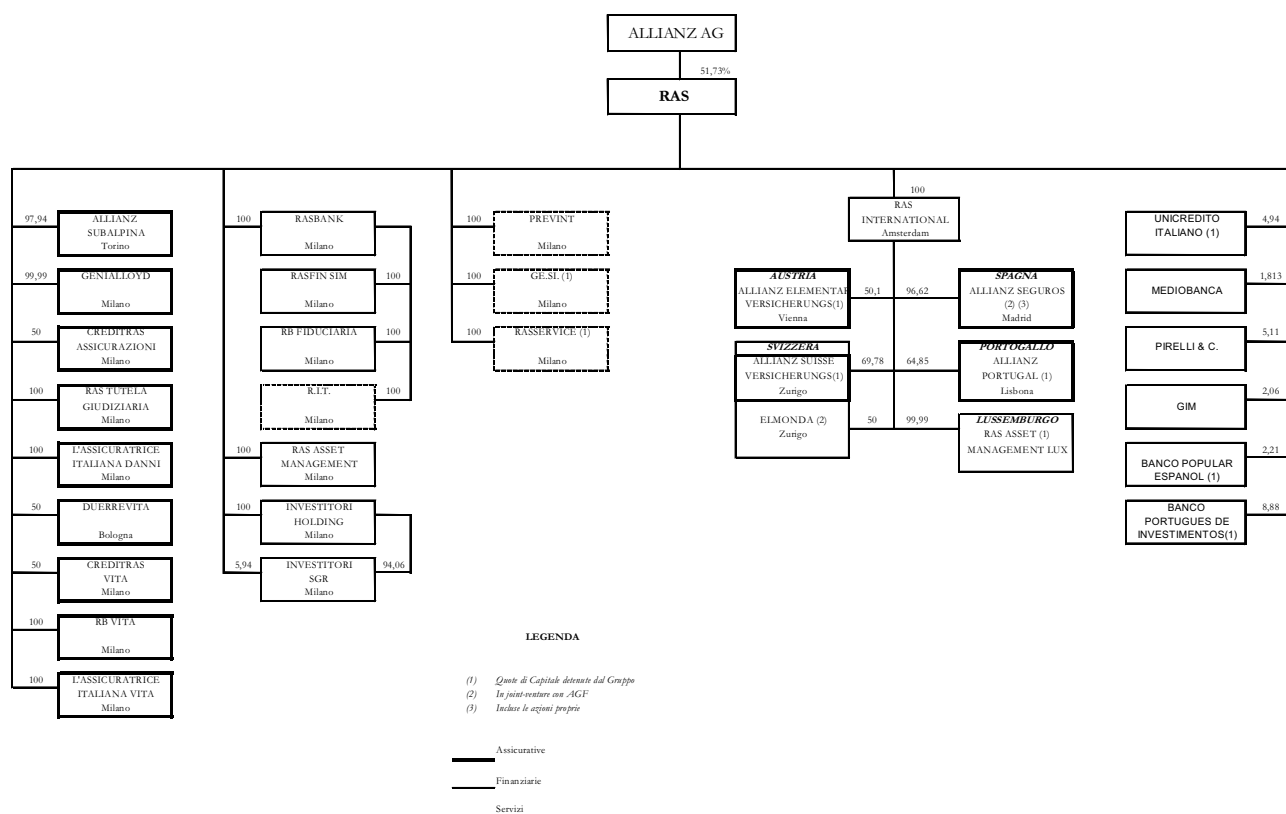 ALLIANZ AG
51,73%
RAS
97,94
ALLIANZ
SUBALPINA
Torino
99,99
GENIALLOYD
Milano
50
CREDITRAS
ASSICURAZIONI
Milano
100
RAS TUTELA
GIUDIZIARIA
Milano
100
L'ASSICURATRICE
ITALIANA DANNI
Milano
50
DUERREVITA
Bologna
50
CREDITRAS
VITA
Milano
100
RB VITA
Milano
100
L'ASSICURATRICE
ITALIANA VITA
Milano
100
RASBANK
Milano
RASFIN SIM
100
Milano
RB FIDUCIARIA
100
Milano
R.I.T.
100
Milano
100
RAS ASSET
MANAGEMENT
Milano
100
INVESTITORI
HOLDING
Milano
5,94
INVESTITORI
94,06
SGR
Milano
100
PREVINT
Milano
100
GE.SI. (1)
Milano
100
RASSERVICE (1)
Milano
100
RAS
INTERNATIONAL
Amsterdam
AUSTRIA
ALLIANZ ELEMENTAR
VERSICHERUNGS(1)
Vienna
50,1
96,62
SPAGNA
ALLIANZ SEGUROS
(2) (3)
Madrid
SVIZZERA
ALLIANZ SUISSE
VERSICHERUNGS(1)
Zurigo
69,78
64,85
PORTOGALLO
ALLIANZ
PORTUGAL (1)
Lisbona
ELMONDA (2)
Zurigo
50
99,99
LUSSEMBURGO
RAS ASSET (1)
MANAGEMENT LUX
UNICREDITO
ITALIANO (1)
4,94
MEDIOBANCA
1,813
PIRELLI & C.
5,11
GIM
2,06
BANCO POPULAR
ESPANOL (1)
2,21
BANCO
PORTUGUES DE
INVESTIMENTOS(1)
8,88
LEGENDA
(1) Quote di Capitale detenute dal Gruppo
(2) In joint-venture con AGF
(3) Incluse le azioni proprie
Assicurative
Finanziarie
Servizi